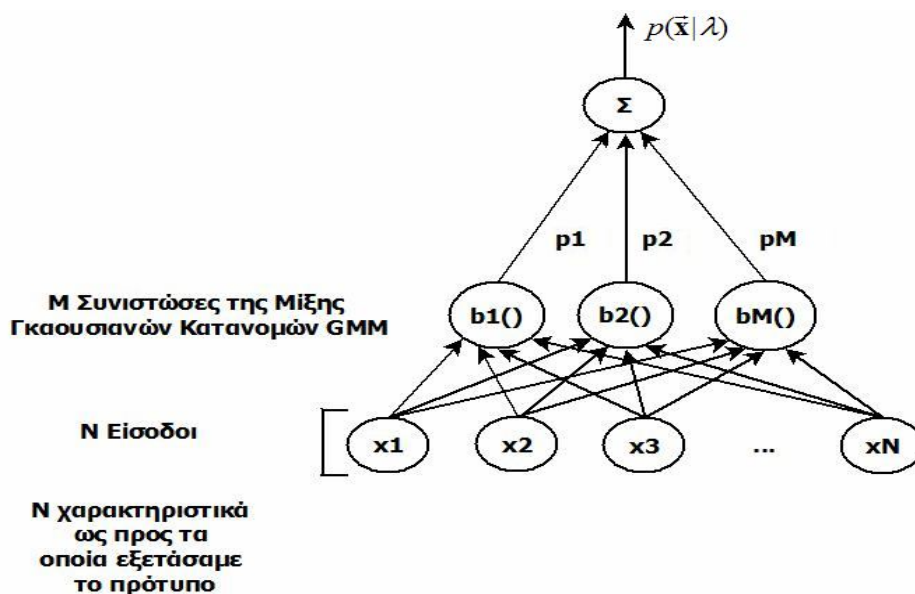 p(x⃗|λ)
Σ
p1 p2 pM
Μ Συνιστώσες της Μίξης
Γκαουσιανών Κατανομών GMM
b1() b2() bM()
Ν Είσοδοι
x1 x2 x3 ... xN
Ν χαρακτηριστικά
ως προς τα
οποία εξετάσαμε
το πρότυπο